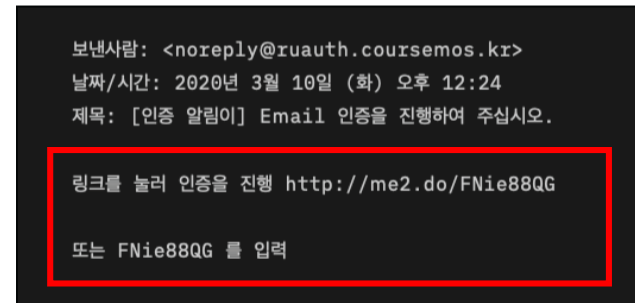 보낸사람: <noreply@ruauth.coursemos.kr>
날짜/시간: 2020년 3월 10일 (화) 오후 12:24
제목: [인증 알림이] Email 인증을 진행하여 주십시오.
링크를 눌러 인증을 진행 http://me2.do/FNie88QG
또는 FNie88QG 를 입력